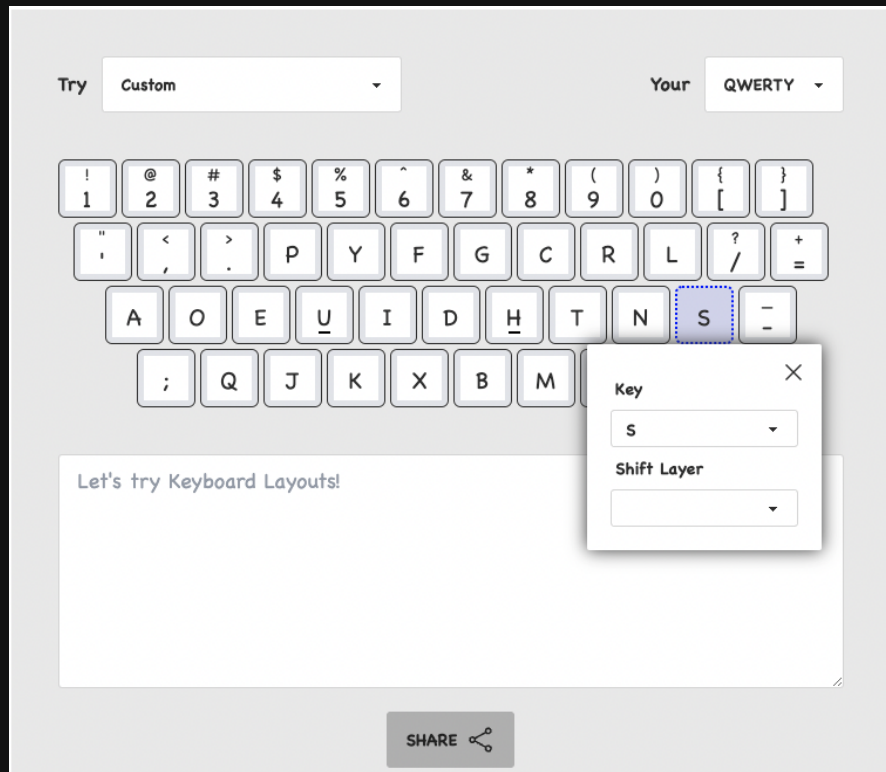 Try Custom Your QWERTY
! @ # $ % ^ & * ( ) { }
1 2 3 4 5 6 7 8 9 0 [ ]
" < > ? +
' , . P Y F G C R L / =
A O E U I D H T N S _ -
; Q J K X B M
Key
S
Shift Layer
Let's try Keyboard Layouts!
SHARE